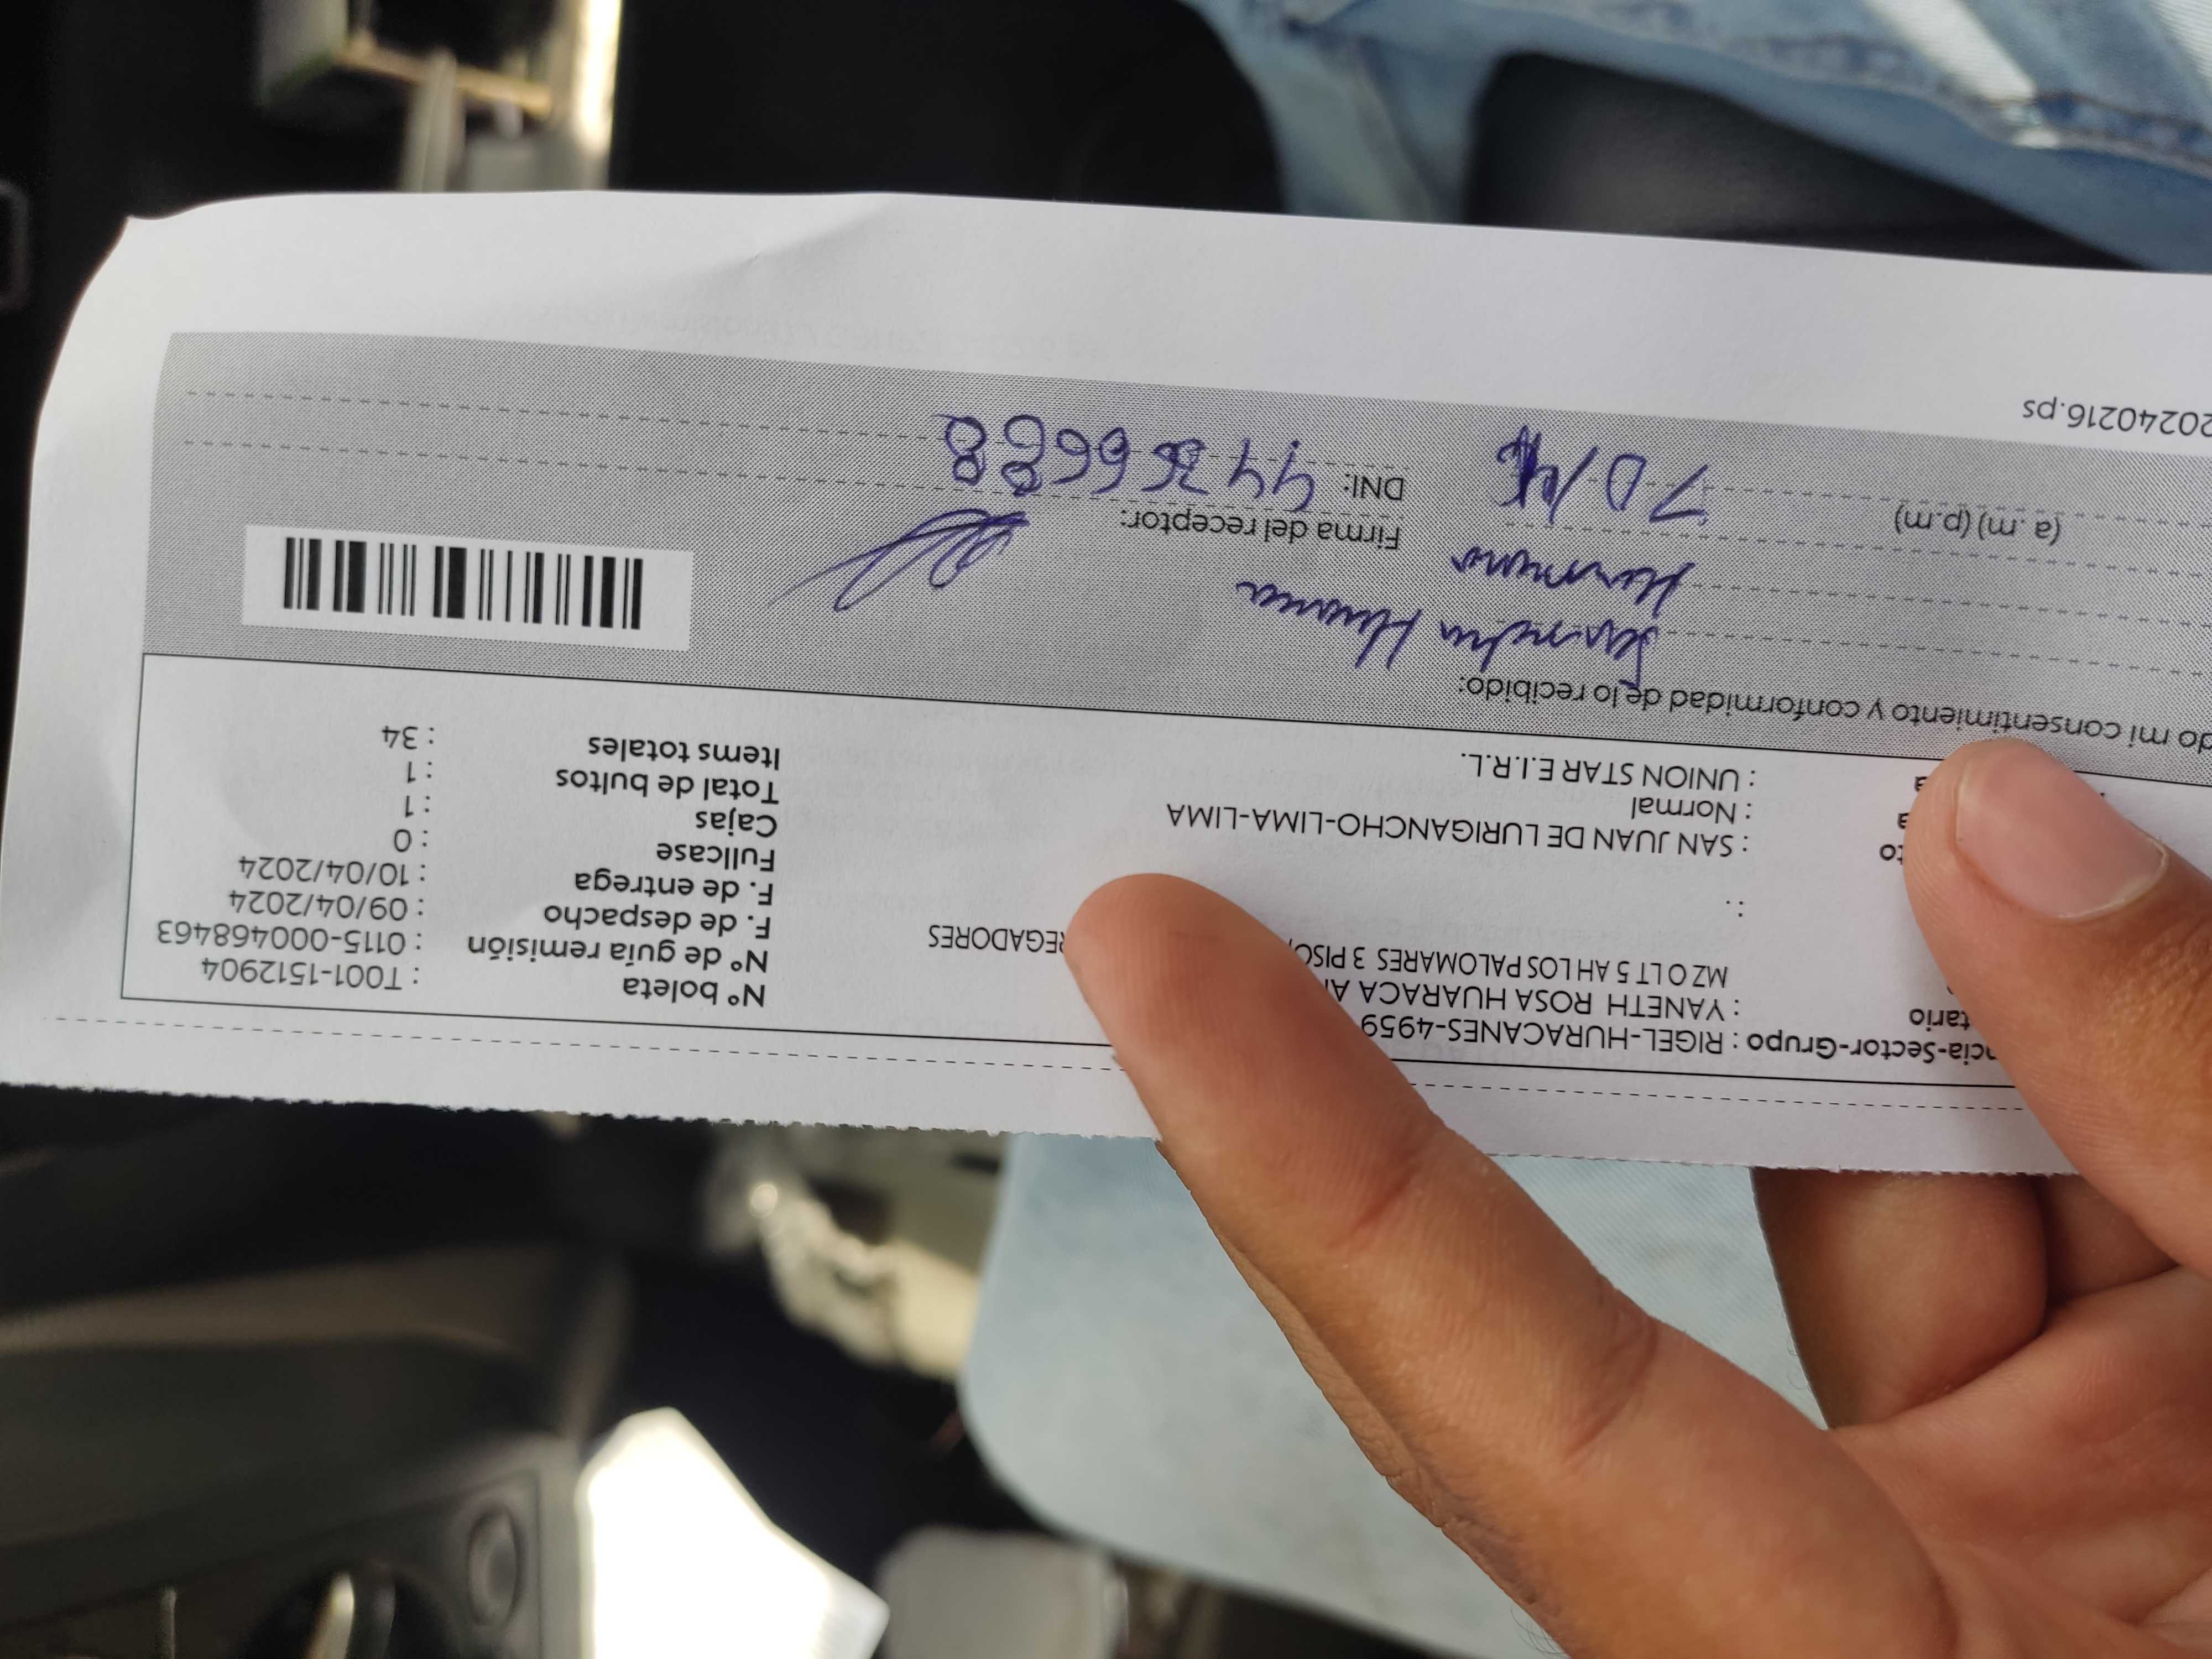 cia-Sector-Grupo : RIGEL-HURACANES-4959
tario : YANETH ROSA HUARACA
MZ O LT 5 AH LOS PALOMARES 3 PISO
REGADORES
: .
to : SAN JUAN DE LURIGANCHO-LIMA-LIMA
a : Normal
a : UNION STAR E.I.R.L.
N° boleta : T001-1512904
N° de guía remisión : 0115-000468463
F. de despacho : 09/04/2024
F. de entrega : 10/04/2024
Fullcase : 0
Cajas : 1
Total de bultos : 1
Items totales : 34
do mi consentimiento y conformidad de lo recibido:
Hermano
Firma del receptor:
(a .m) (p.m)
DNI: 44366688
20240216.ps